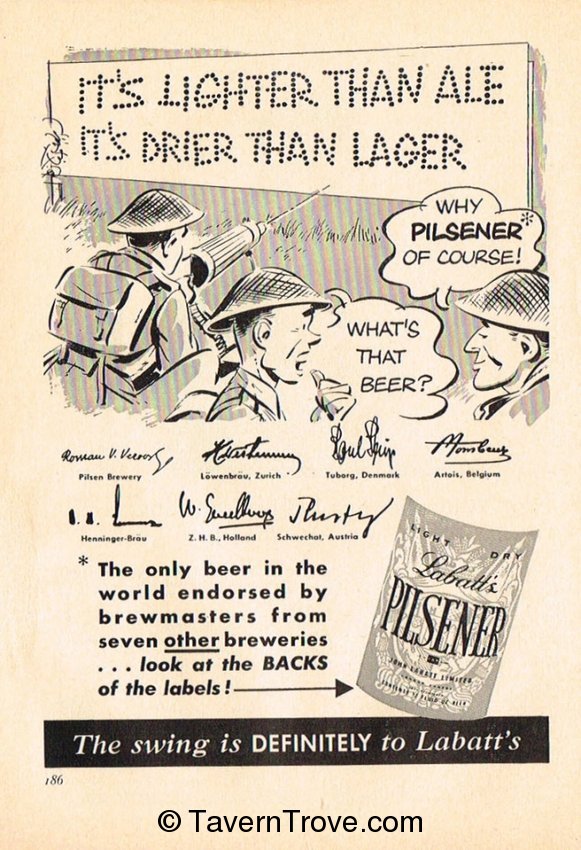 IT'S LIGHTER THAN ALE
IT'S DRIER THAN LAGER
WHY
PILSENER*
OF COURSE!
WHAT'S
THAT
BEER?
Pilsen Brewery
Löwenbräu, Zurich
Tuborg, Denmark
Artois, Belgium
Henninger-Bräu
Z. H. B., Holland
Schwechat, Austria
* The only beer in the
world endorsed by
brewmasters from
seven other breweries
. . . look at the BACKS
of the labels!
LIGHT DRY
Labatt's
PILSENER
JOHN LABATT LIMITED
The swing is DEFINITELY to Labatt's
186
© TavernTrove.com